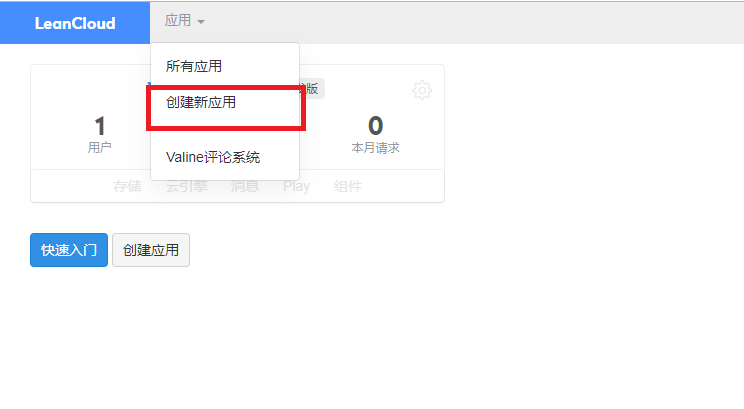 LeanCloud
应用
所有应用
创建新应用
版
Valine评论系统
1
用户
0
本月请求
存储 云引擎 消息 Play 组件
快速入门 创建应用